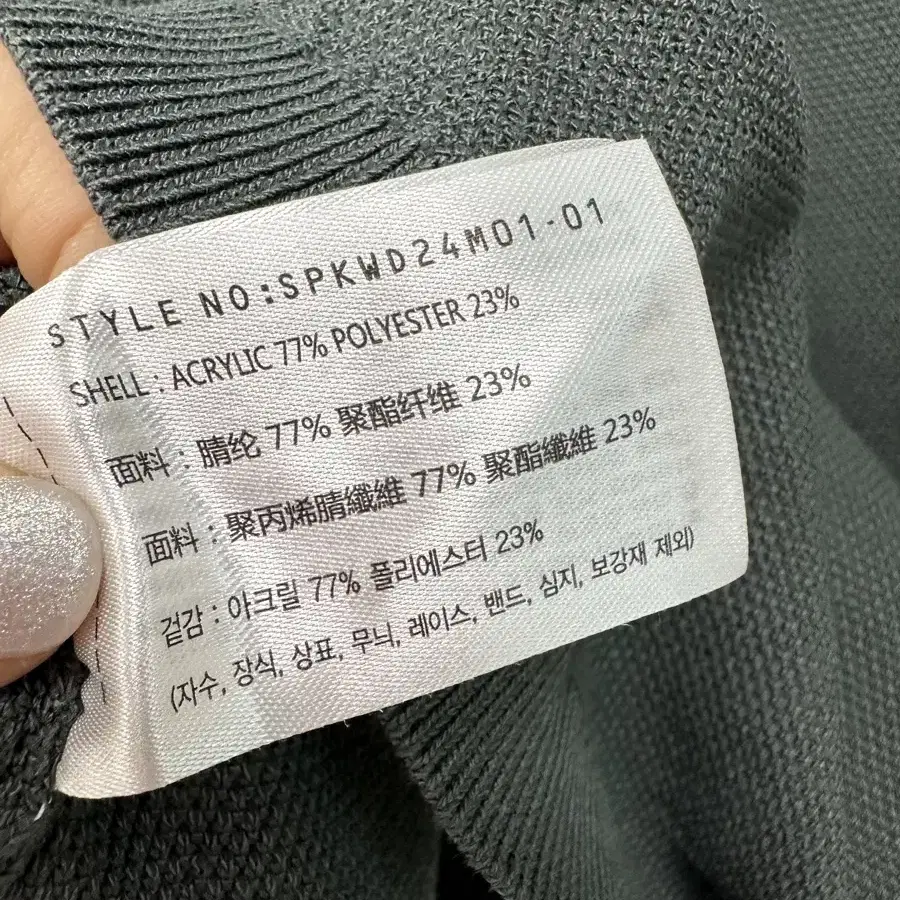 STYLE NO:SPKWD24M01-01
SHELL : ACRYLIC 77% POLYESTER 23%
面料 : 腈纶 77% 聚酯纤维 23%
面料 : 聚丙烯腈纖維 77% 聚酯纖維 23%
겉감 : 아크릴 77% 폴리에스터 23%
(자수, 장식, 상표, 무늬, 레이스, 밴드, 심지, 보강재 제외)